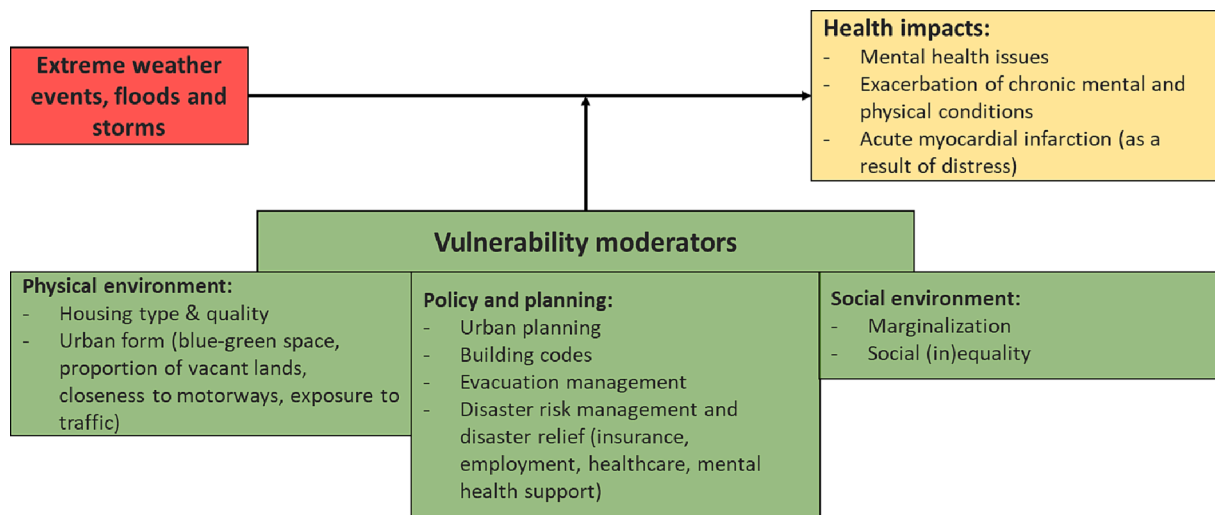 Extreme weather
events, floods and
storms
Health impacts:
- Mental health issues
- Exacerbation of chronic mental and
physical conditions
- Acute myocardial infarction (as a
result of distress)
Vulnerability moderators
Physical environment:
- Housing type & quality
- Urban form (blue-green space,
proportion of vacant lands,
closeness to motorways, exposure to
traffic)
Policy and planning:
- Urban planning
- Building codes
- Evacuation management
- Disaster risk management and
disaster relief (insurance,
employment, healthcare, mental
health support)
Social environment:
- Marginalization
- Social (in)equality